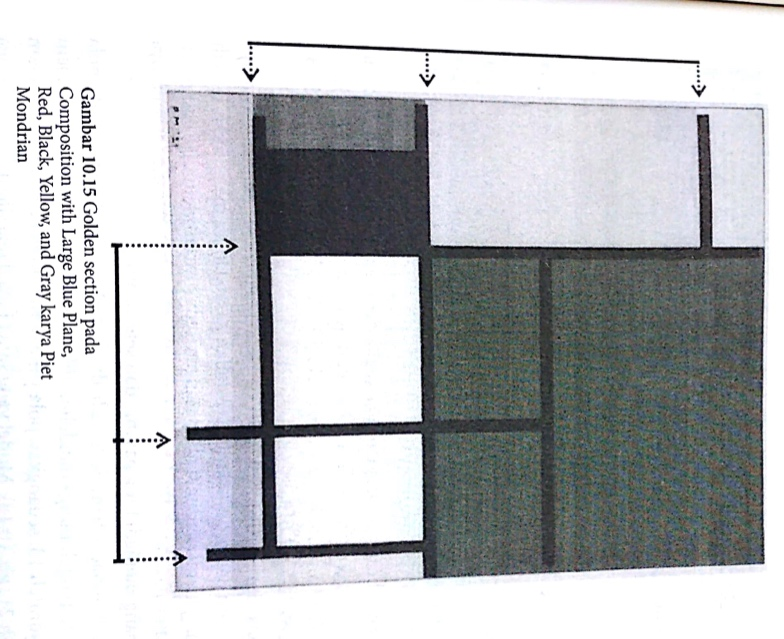 Gambar 10.15 Golden section pada
Composition with Large Blue Plane,
Red, Black, Yellow, and Gray karya Piet
Mondrian